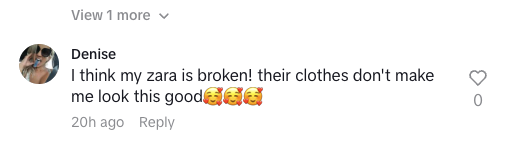 View 1 more
Denise
I think my zara is broken! their clothes don't make
me look this good🥰🥰🥰
0
20h ago Reply